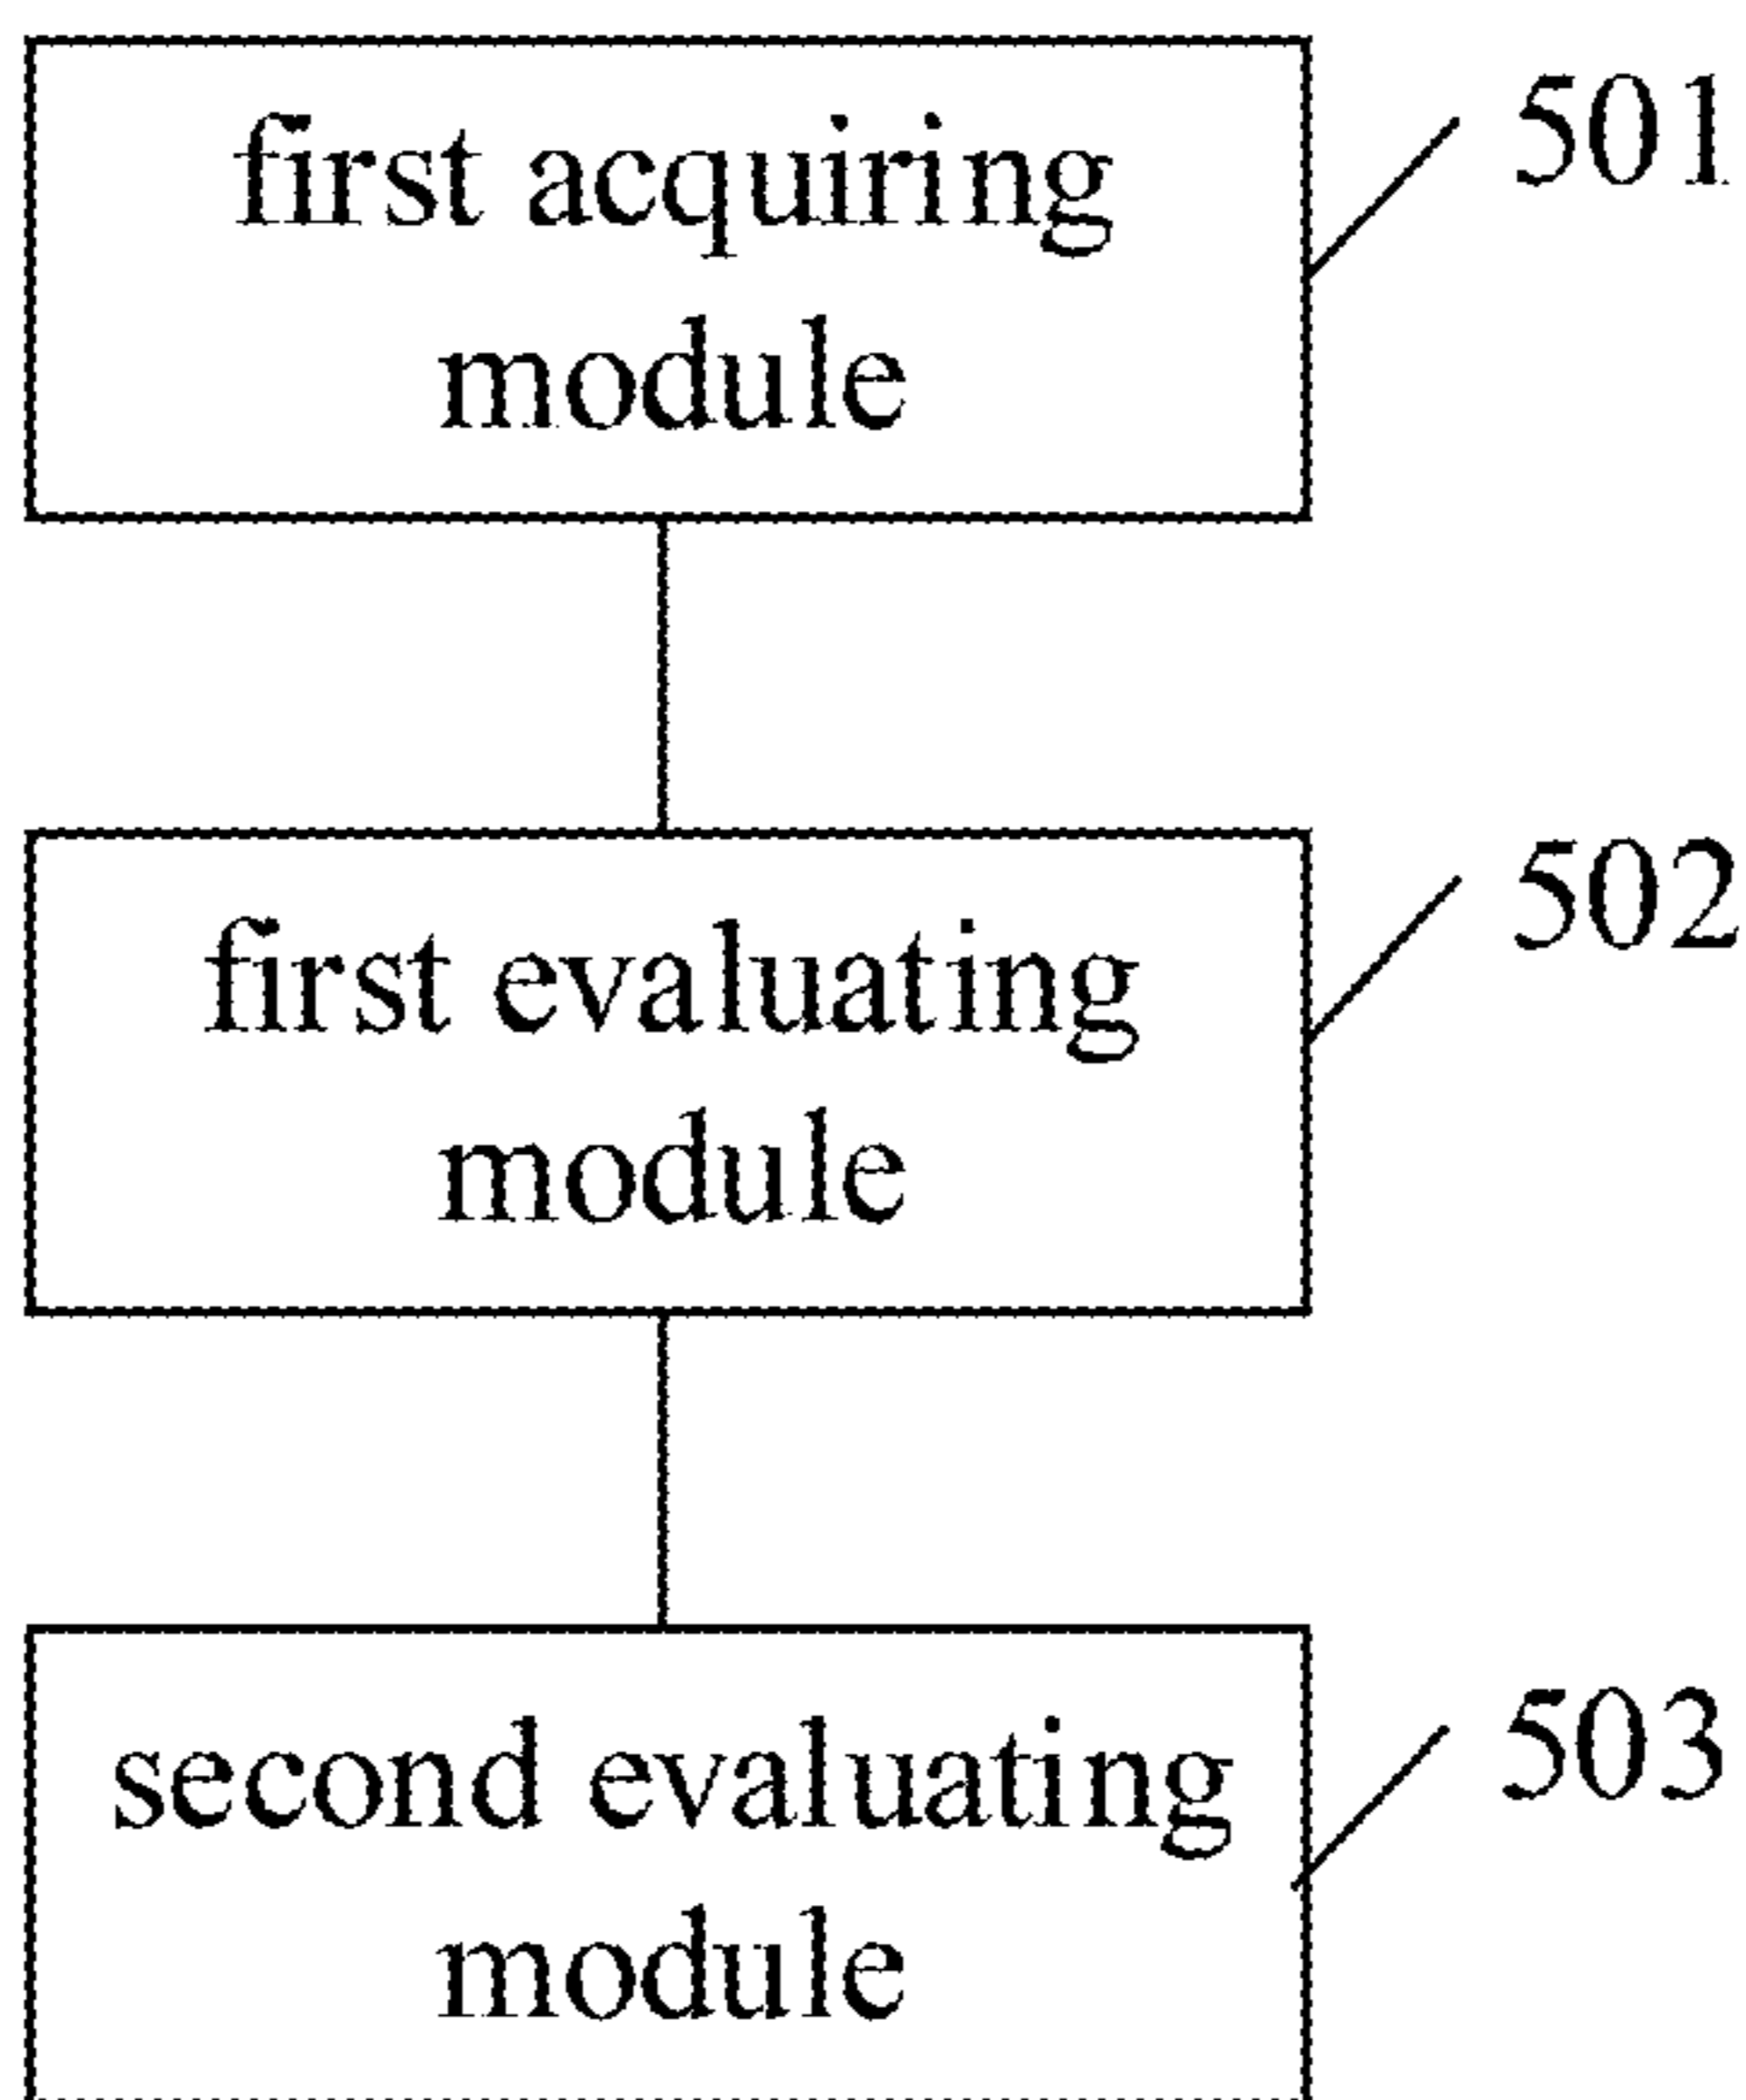 first acquiring
module
501
first evaluating
module
502
second evaluating
module
503